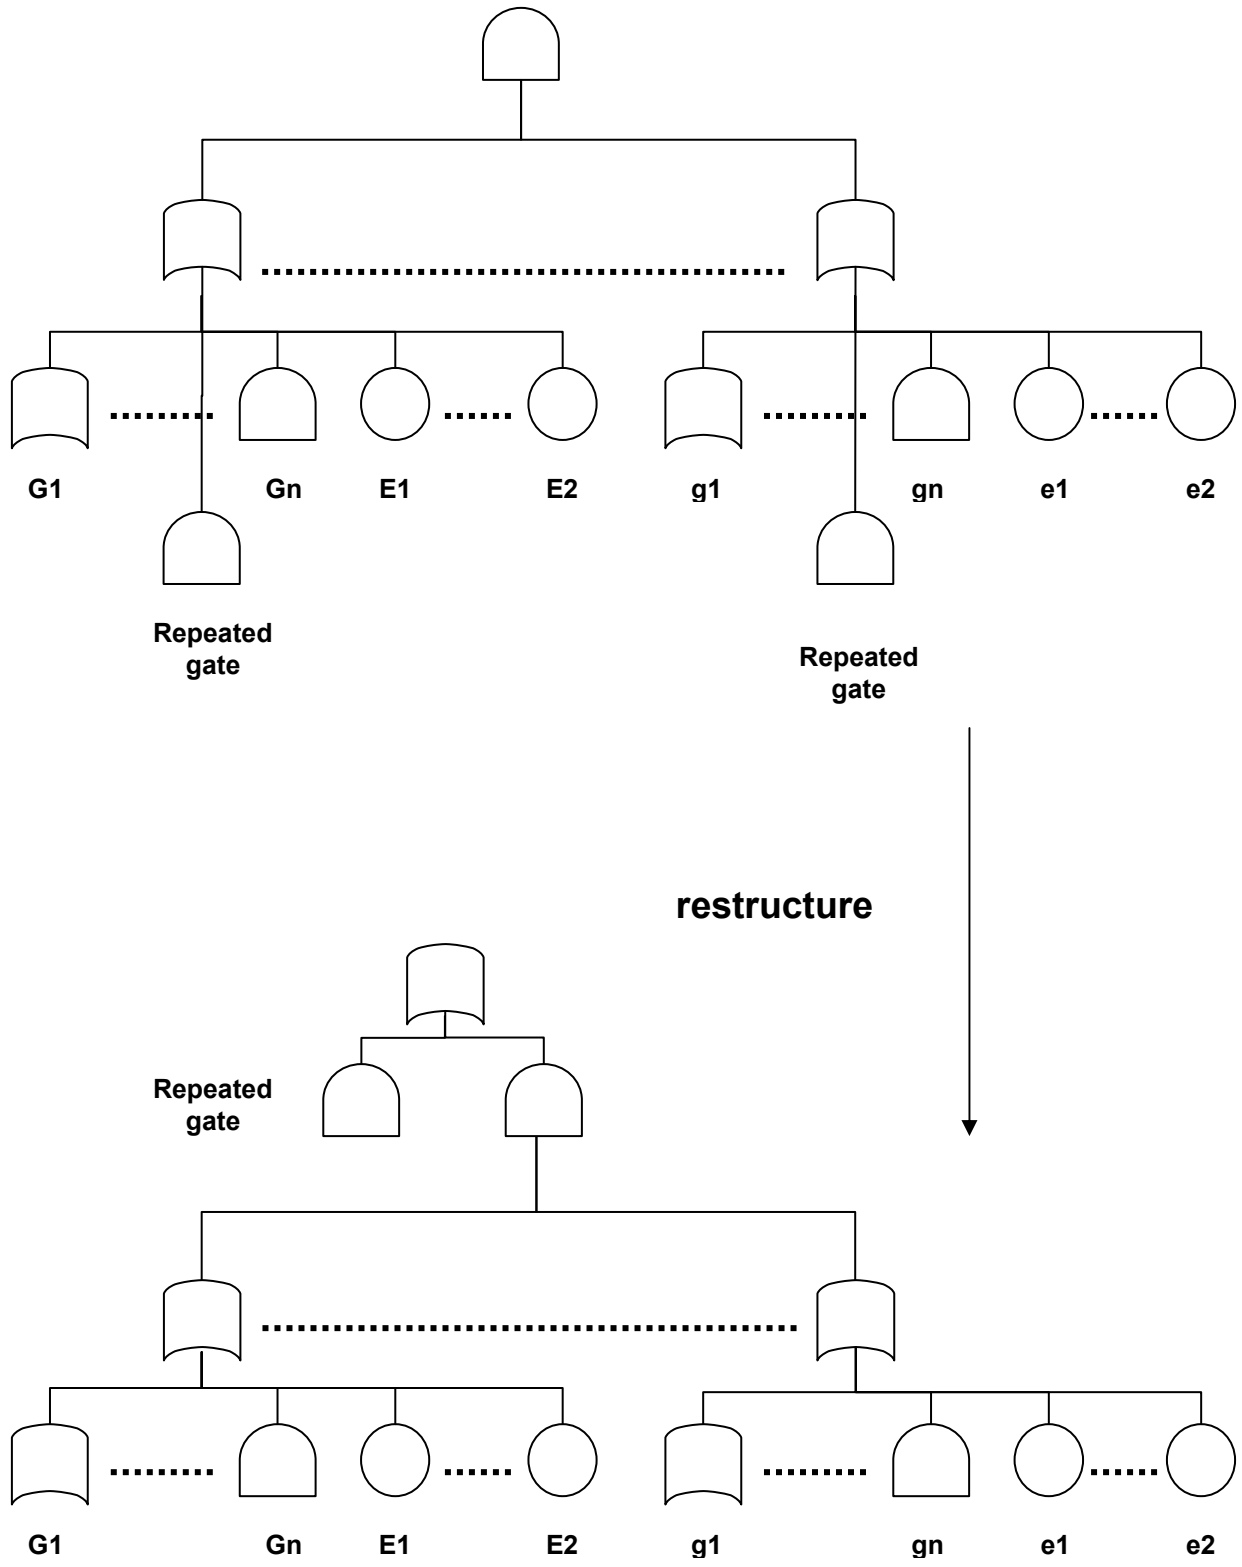 G1 Gn E1 E2 g1 gn e1 e2
Repeated
gate
Repeated
gate
restructure
Repeated
gate
G1 Gn E1 E2 g1 gn e1 e2